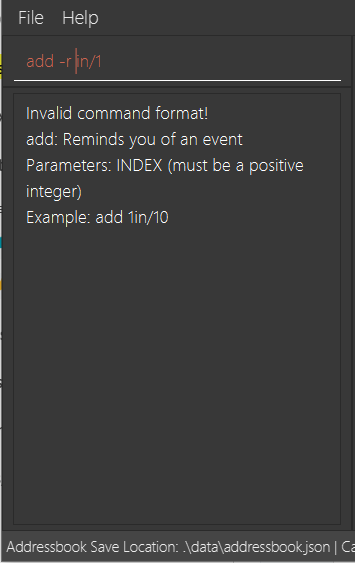 File Help
add -r in/1
Invalid command format!
add: Reminds you of an event
Parameters: INDEX (must be a positive
integer)
Example: add 1in/10
Addressbook Save Location: .\data\addressbook.json | Ca